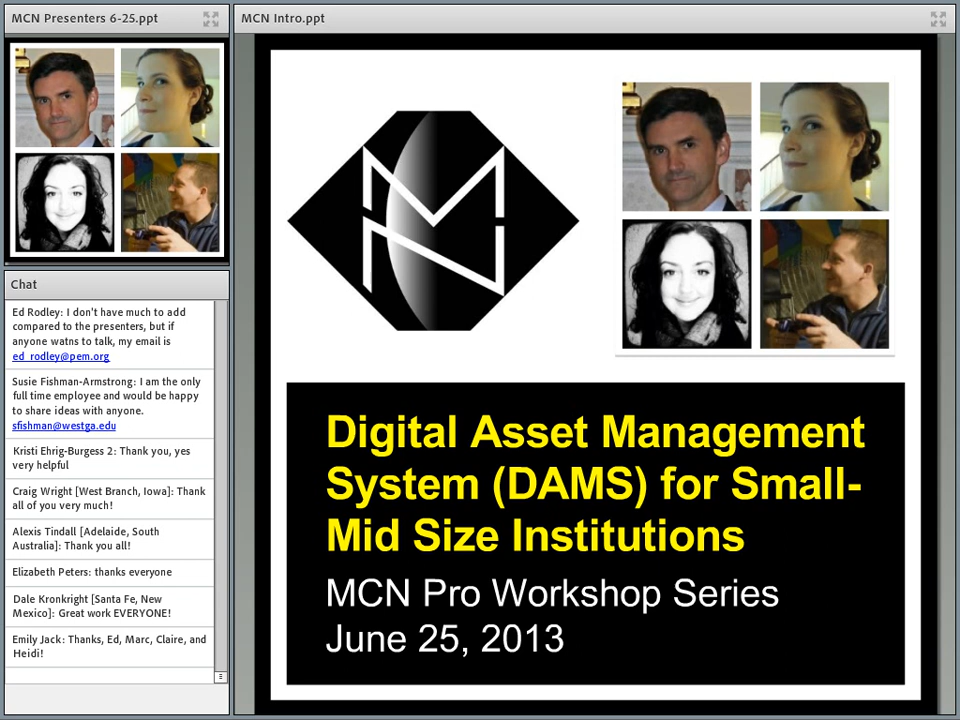 MCN Presenters 6-25.ppt
MCN Intro.ppt
Chat
Ed Rodley: I don't have much to add
compared to the presenters, but if
anyone watns to talk, my email is
ed_rodley@pem.org
Susie Fishman-Armstrong: I am the only
full time employee and would be happy
to share ideas with anyone.
sfishman@westga.edu
Kristi Ehrig-Burgess 2: Thank you, yes
very helpful
Craig Wright [West Branch, Iowa]: Thank
all of you very much!
Alexis Tindall [Adelaide, South
Australia]: Thank you all!
Elizabeth Peters: thanks everyone
Dale Kronkright [Santa Fe, New
Mexico]: Great work EVERYONE!
Emily Jack: Thanks, Ed, Marc, Claire, and
Heidi!
Digital Asset Management
System (DAMS) for Small-
Mid Size Institutions
MCN Pro Workshop Series
June 25, 2013